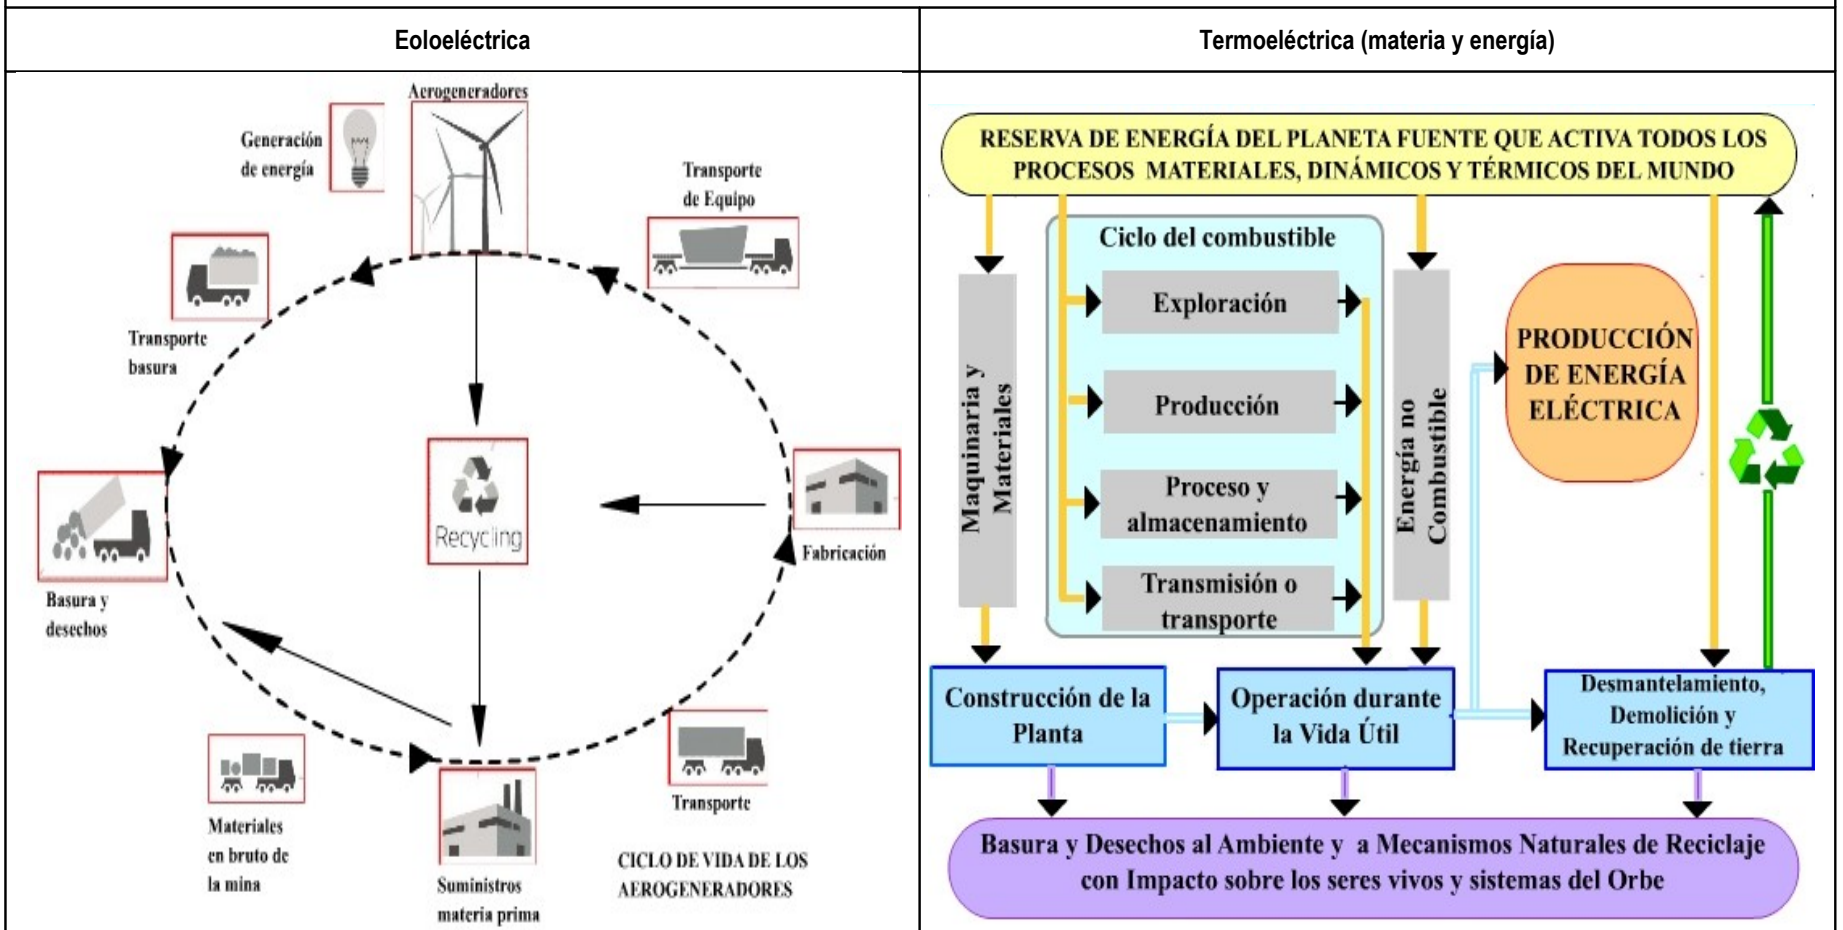 Eoloeléctrica
Termoeléctrica (materia y energía)
Aerogeneradores
Generación
de energía
Transporte
de Equipo
Transporte
basura
Recycling
Fabricación
Basura y
desechos
Transporte
Materiales
en bruto de
la mina
Suministros
materia prima
CICLO DE VIDA DE LOS
AEROGENERADORES
RESERVA DE ENERGÍA DEL PLANETA FUENTE QUE ACTIVA TODOS LOS
PROCESOS MATERIALES, DINÁMICOS Y TÉRMICOS DEL MUNDO
Ciclo del combustible
Exploración
Producción
Proceso y
almacenamiento
Transmisión o
transporte
Maquinaria y
Materiales
Energía no
Combustible
PRODUCCIÓN
DE ENERGÍA
ELÉCTRICA
Construcción de la
Planta
Operación durante
la Vida Útil
Desmantelamiento,
Demolición y
Recuperación de tierra
Basura y Desechos al Ambiente y a Mecanismos Naturales de Reciclaje
con Impacto sobre los seres vivos y sistemas del Orbe